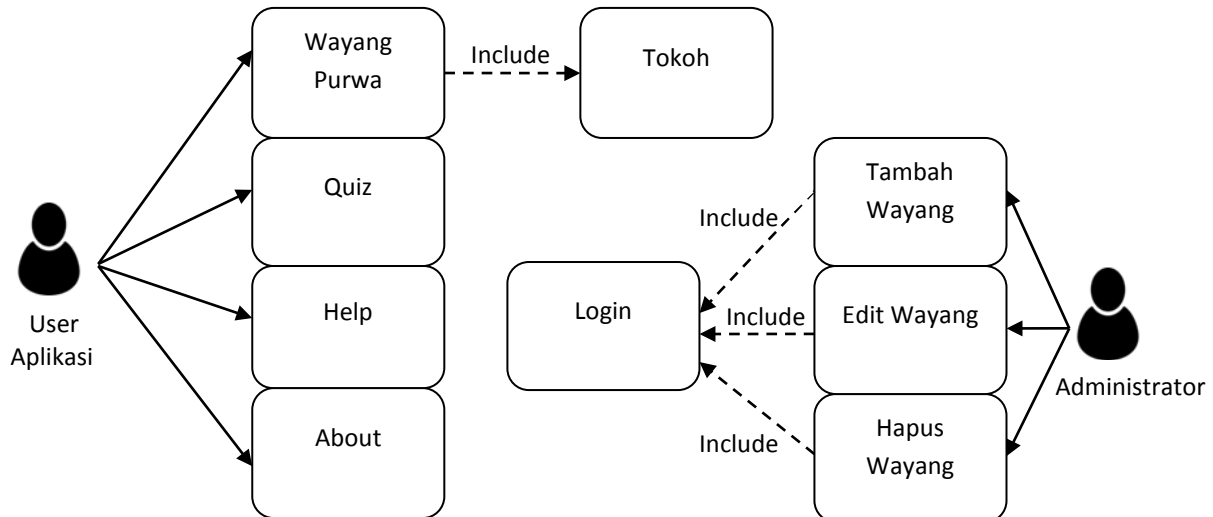 Wayang
Purwa
Include
Tokoh
Quiz
Help
About
User
Aplikasi
Tambah
Wayang
Include
Login
Include
Edit Wayang
Include
Hapus
Wayang
Administrator